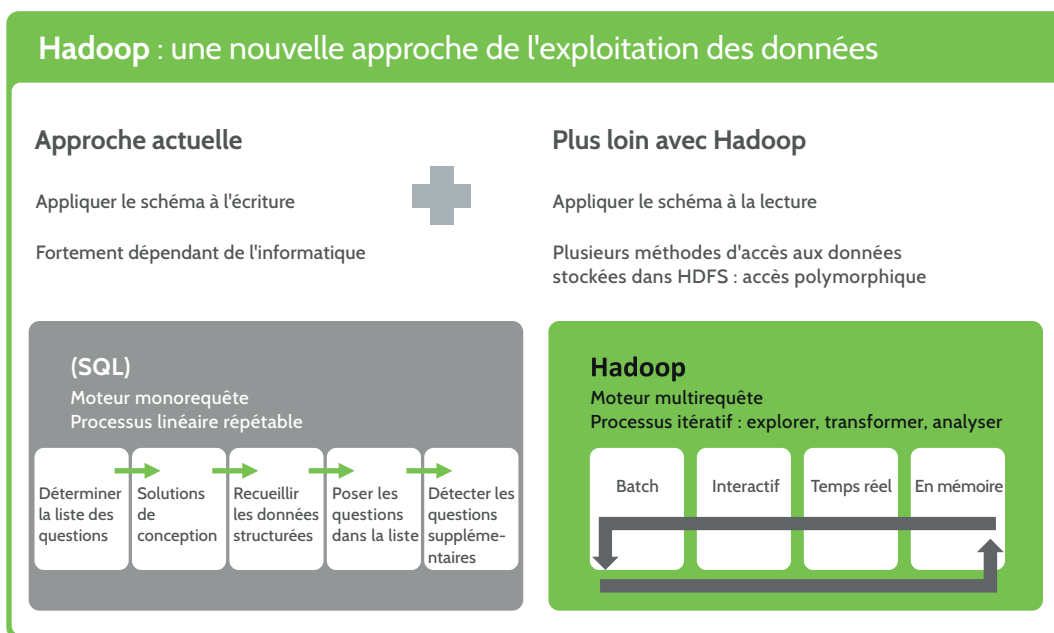 Hadoop : une nouvelle approche de l'exploitation des données
Approche actuelle
Appliquer le schéma à l'écriture
Fortement dépendant de l'informatique
Plus loin avec Hadoop
Appliquer le schéma à la lecture
Plusieurs méthodes d'accès aux données
stockées dans HDFS : accès polymorphique
(SQL)
Moteur monorequête
Processus linéaire répétable
Déterminer
la liste des
questions
Solutions
de
conception
Recueillir
les données
structurées
Poser les
questions
dans la liste
Détecter les
questions
suppléme-
ntaires
Hadoop
Moteur multirequête
Processus itératif : explorer, transformer, analyser
Batch
Interactif
Temps réel
En mémoire